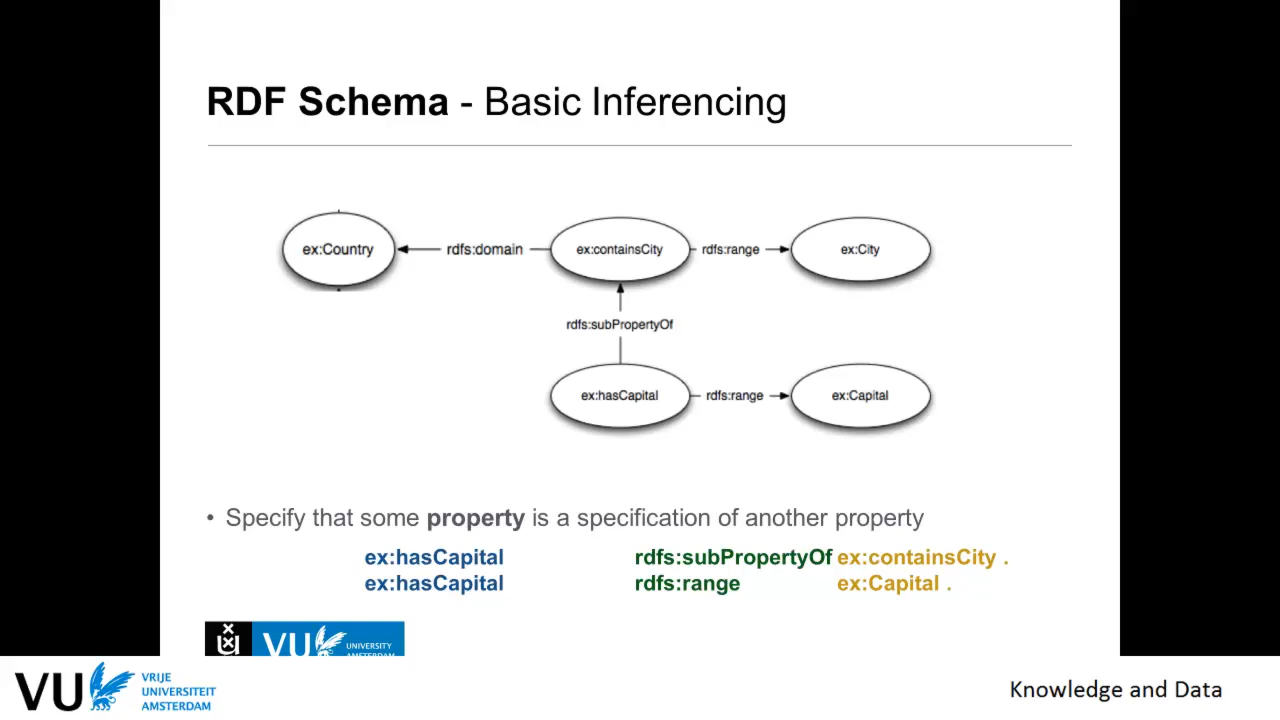 RDF Schema - Basic Inferencing
ex:Country rdfs:domain ex:containsCity rdfs:range ex:City
rdfs:subPropertyOf
ex:hasCapital rdfs:range ex:Capital
• Specify that some property is a specification of another property
ex:hasCapital rdfs:subPropertyOf ex:containsCity .
ex:hasCapital rdfs:range ex:Capital .
VU UNIVERSITY
AMSTERDAM
VU VRIJE
UNIVERSITEIT
AMSTERDAM
Knowledge and Data